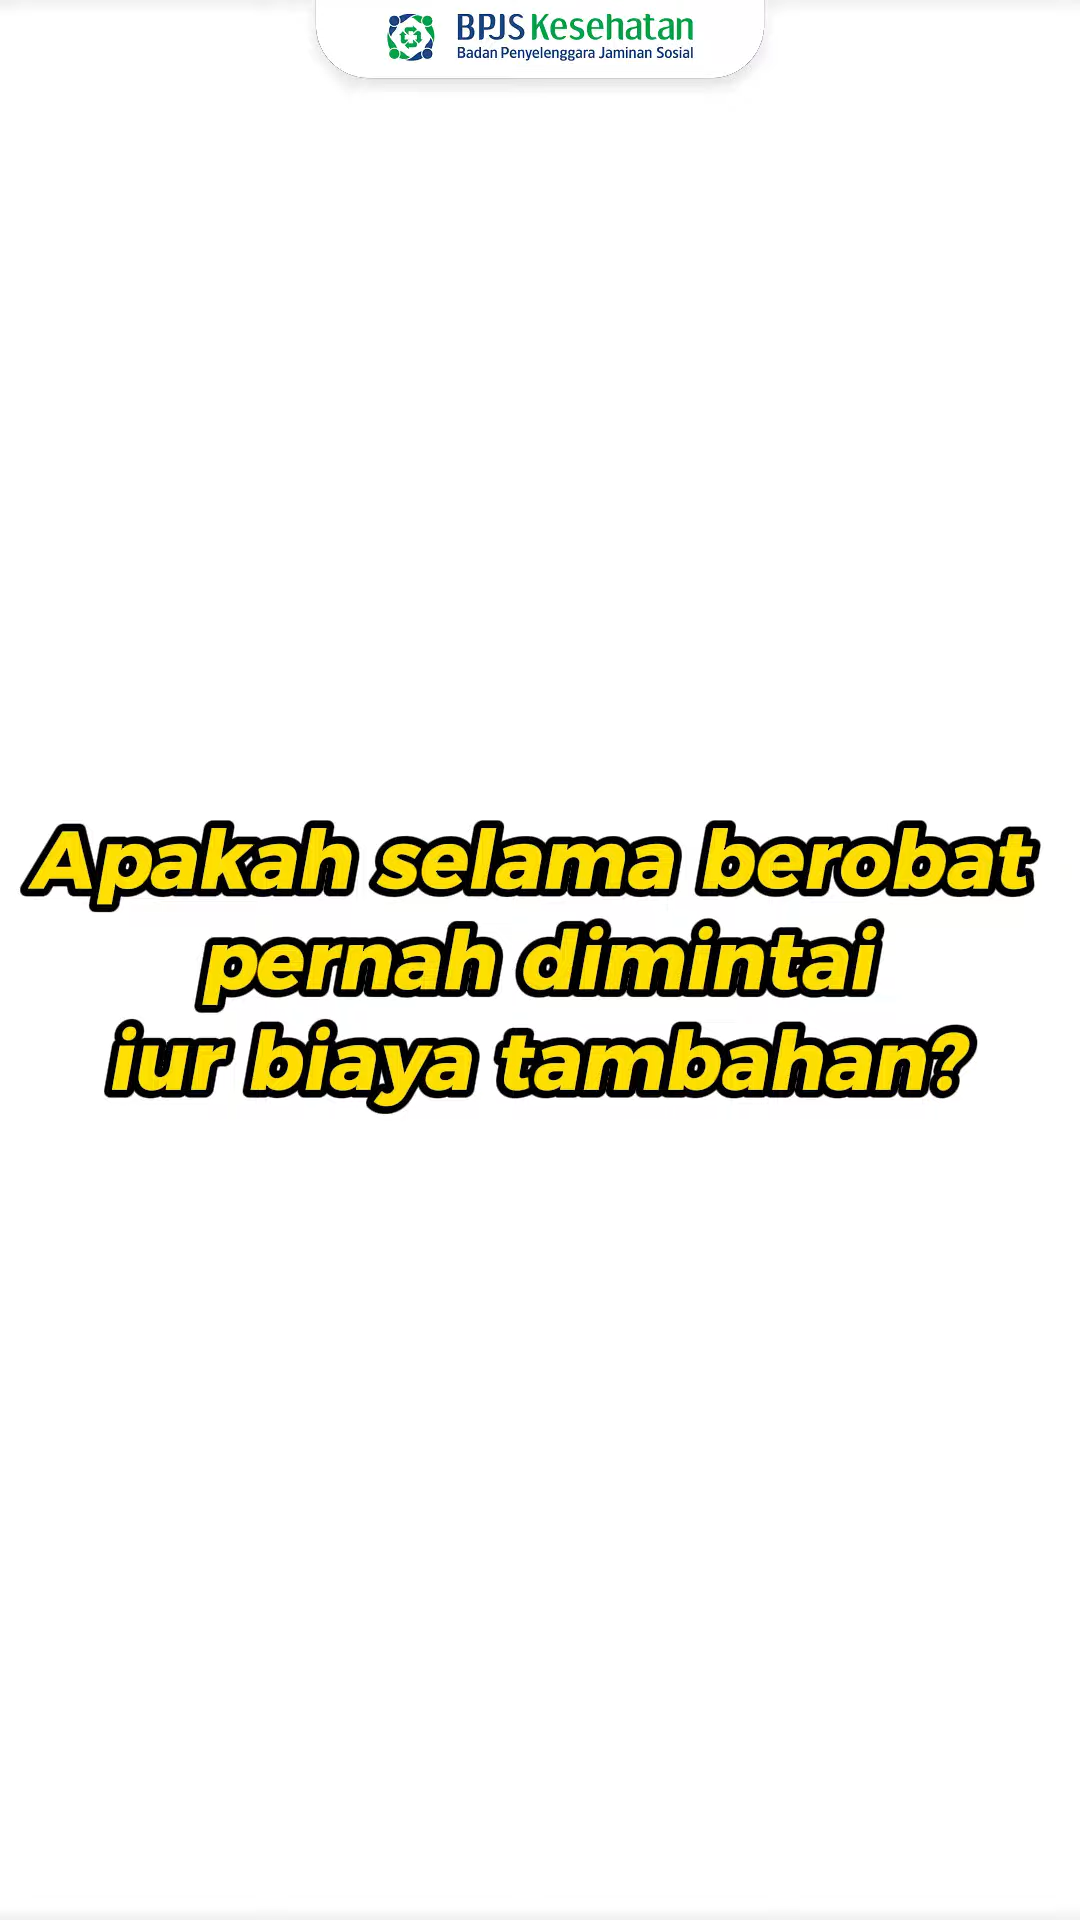 BPJS Kesehatan
Badan Penyelenggara Jaminan Sosial
Apakah selama berobat
pernah dimintai
iur biaya tambahan?